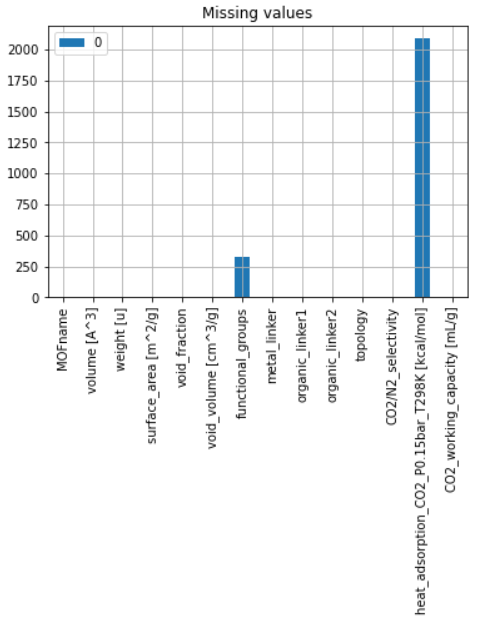 Missing values
0
2000
1750
1500
1250
1000
750
500
250
0
MOFname
volume [A^3]
weight [u]
surface_area [m^2/g]
void_fraction
void_volume [cm^3/g]
functional_groups
metal_linker
organic_linker1
organic_linker2
topology
CO2/N2_selectivity
heat_adsorption_CO2_P0.15bar_T298K [kcal/mol]
CO2_working_capacity [mL/g]